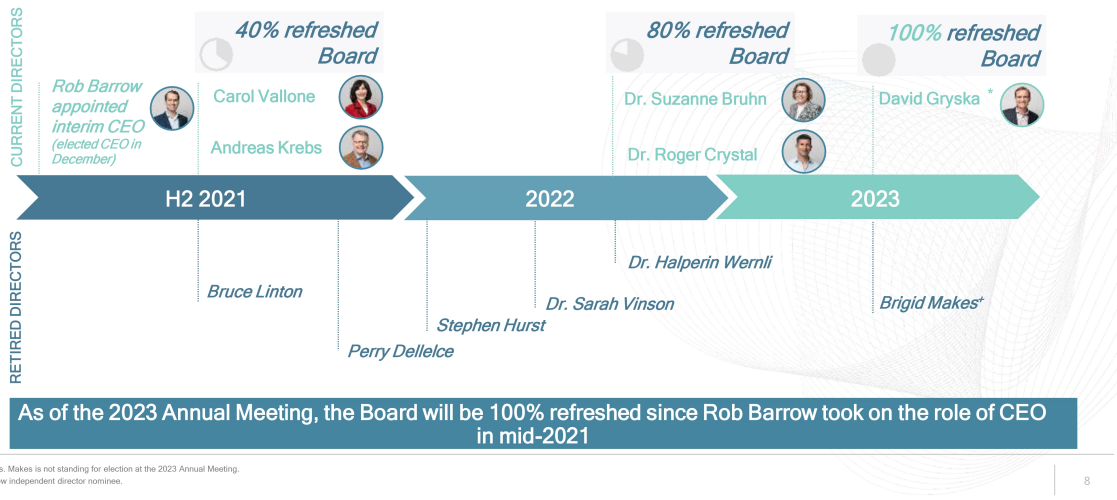 CURRENT DIRECTORS
40% refreshed
Board
80% refreshed
Board
100% refreshed
Board
Rob Barrow
appointed
interim CEO
(elected CEO in
December)
Carol Vallone
Andreas Krebs
Dr. Suzanne Bruhn
Dr. Roger Crystal
David Gryska *
H2 2021
2022
2023
RETIRED DIRECTORS
Bruce Linton
Perry Dellelce
Stephen Hurst
Dr. Sarah Vinson
Dr. Halperin Wernli
Brigid Makes+
As of the 2023 Annual Meeting, the Board will be 100% refreshed since Rob Barrow took on the role of CEO
in mid-2021
s. Makes is not standing for election at the 2023 Annual Meeting.
w independent director nominee.
8